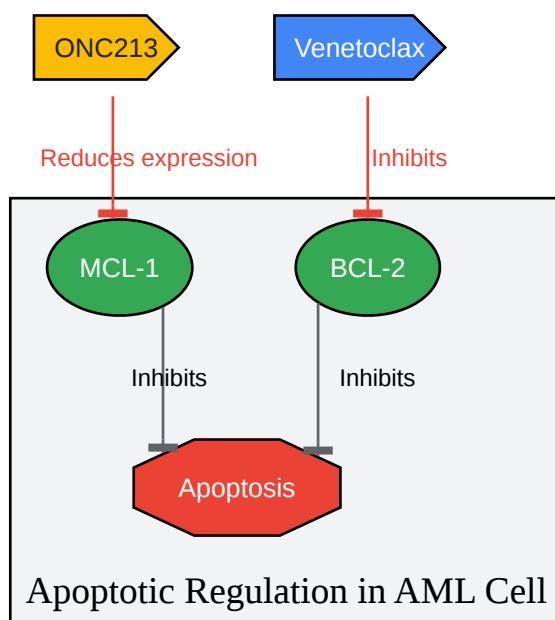 ONC213
Venetoclax
Reduces expression
Inhibits
MCL-1
BCL-2
Inhibits
Inhibits
Apoptosis
Apoptotic Regulation in AML Cell